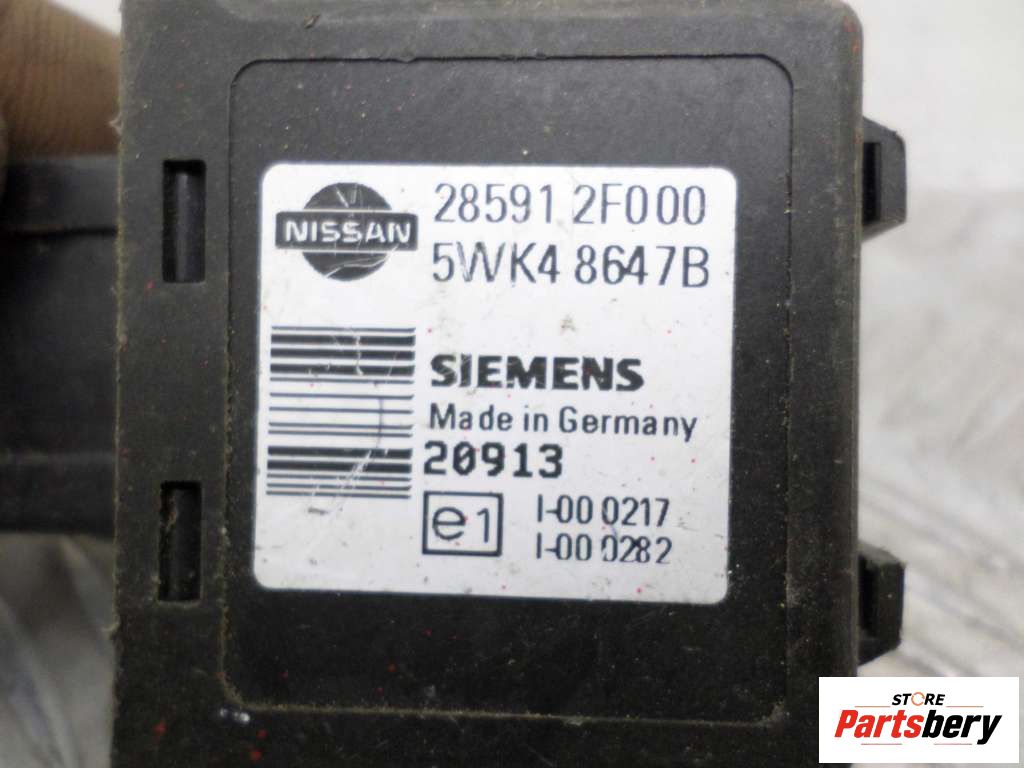 NISSAN
28591 2F000
5WK4 8647B
SIEMENS
Made in Germany
20913
e1
I-00 0217
I-00 0282
STORE
Partsbery